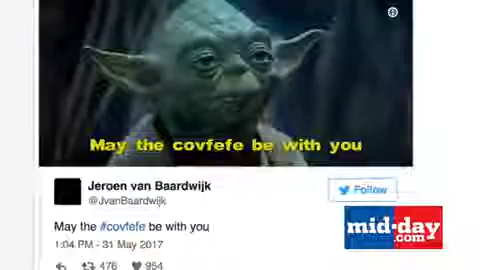 May the covfefe be with you
Jeroen van Baardwijk
@JvanBaardwijk
Follow
May the #covfefe be with you
1:04 PM - 31 May 2017
476 954
mid-day
.com